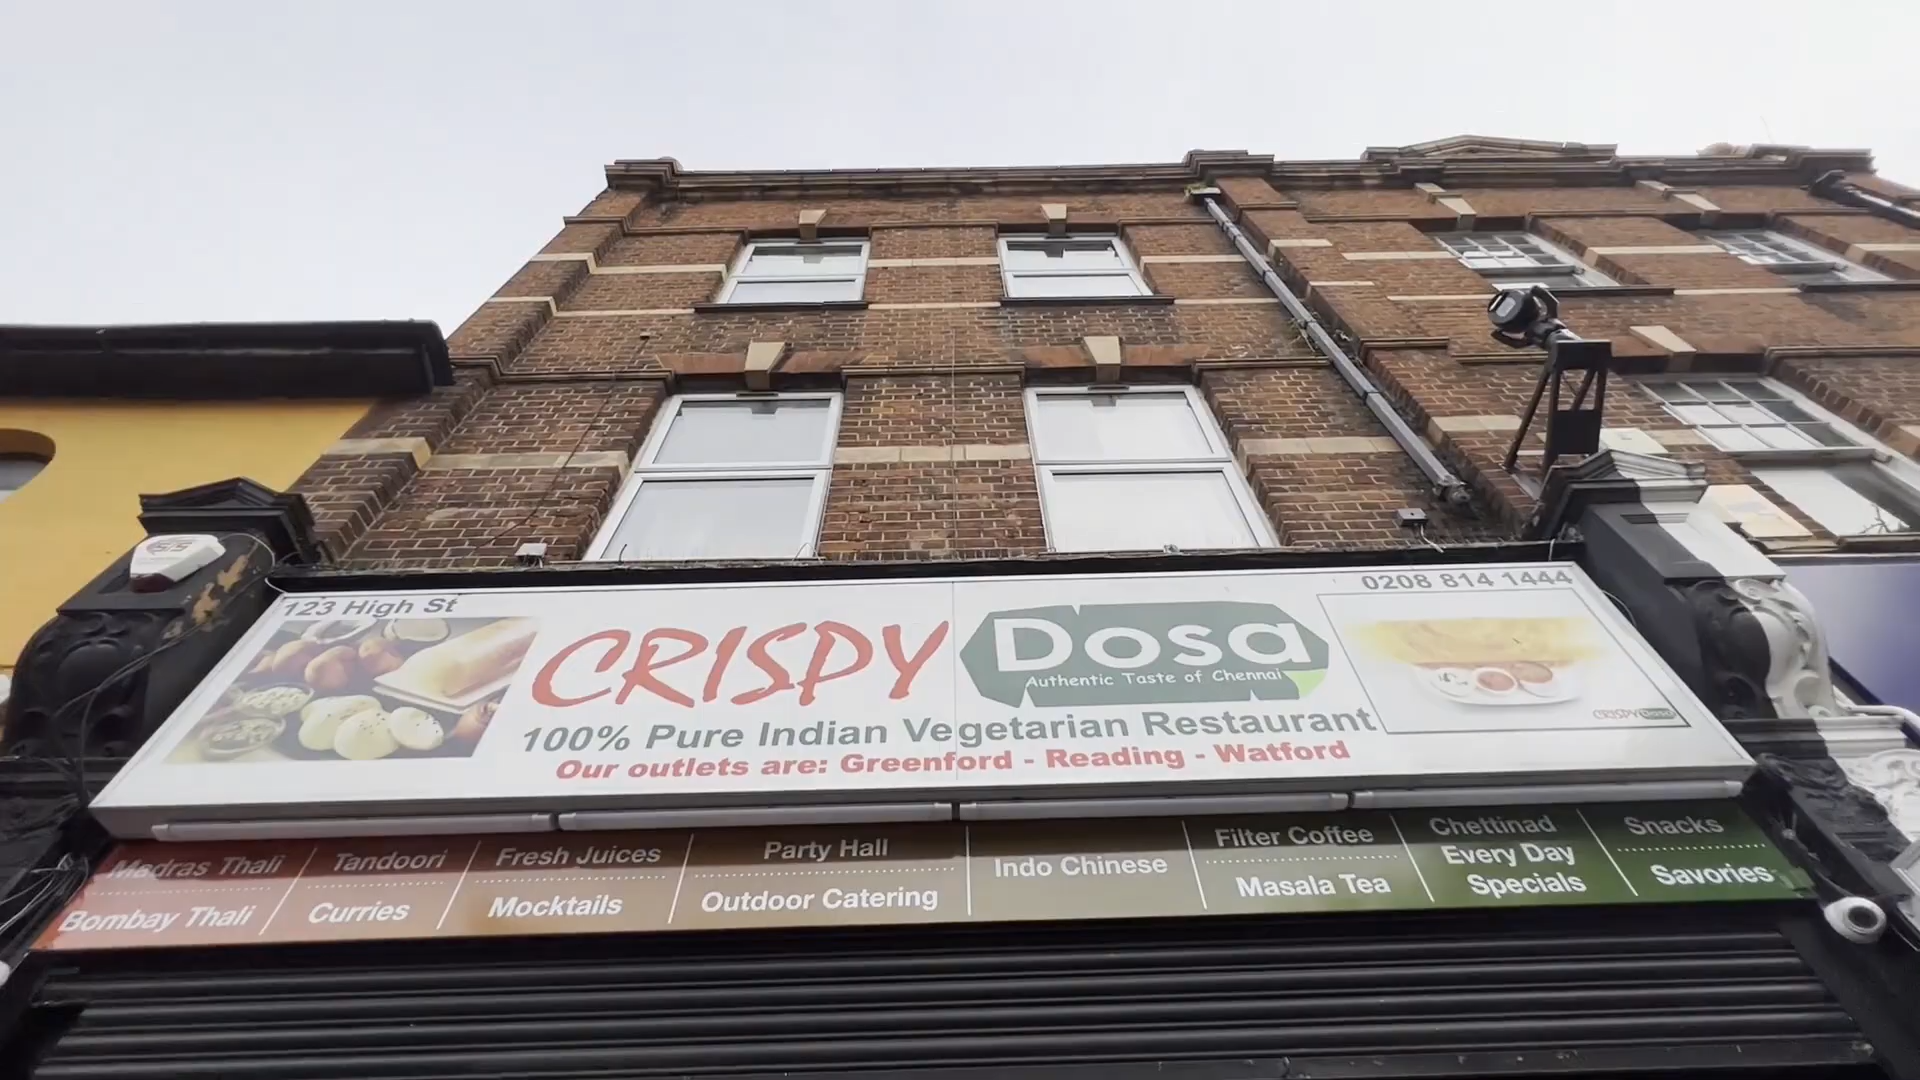 123 High St
0208 814 1444
CRISPY Dosa
Authentic Taste of Chennai
100% Pure Indian Vegetarian Restaurant
Our outlets are: Greenford - Reading - Watford
CRISPY Dosa
Madras Thali
Bombay Thali
Tandoori
Curries
Fresh Juices
Mocktails
Party Hall
Outdoor Catering
Indo Chinese
Filter Coffee
Masala Tea
Chettinad
Every Day
Specials
Snacks
Savories